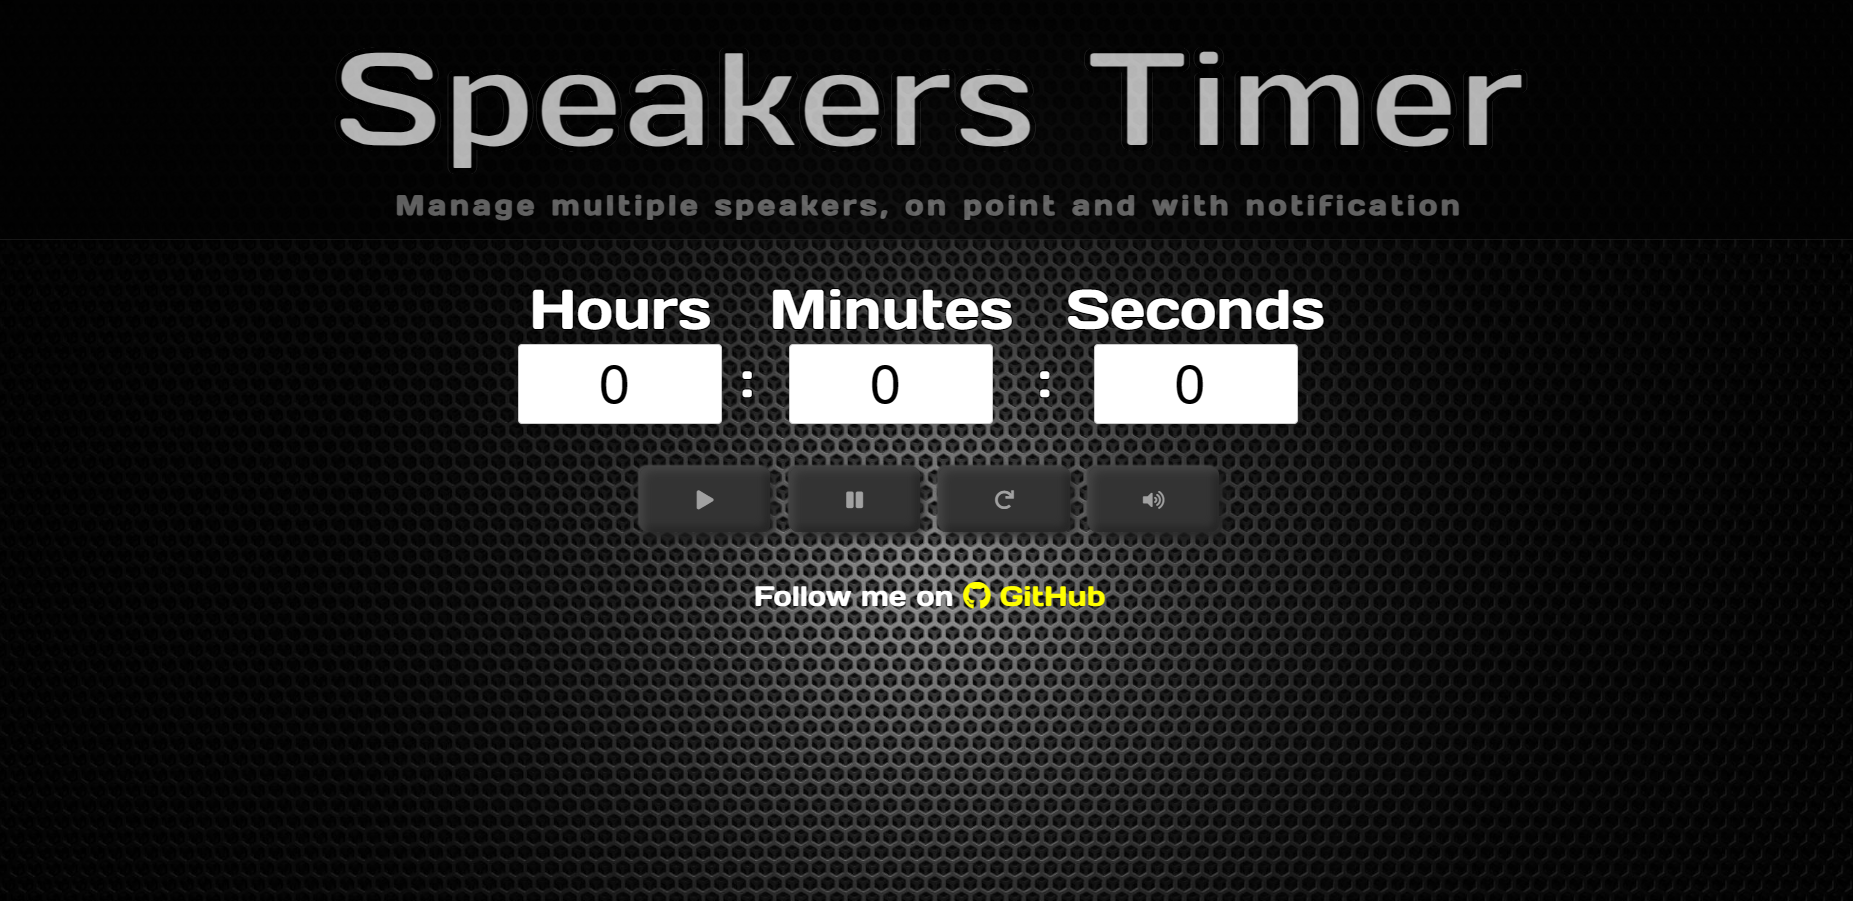 Speakers Timer
Manage multiple speakers, on point and with notification
Hours Minutes Seconds
0 : 0 : 0
Follow me on GitHub